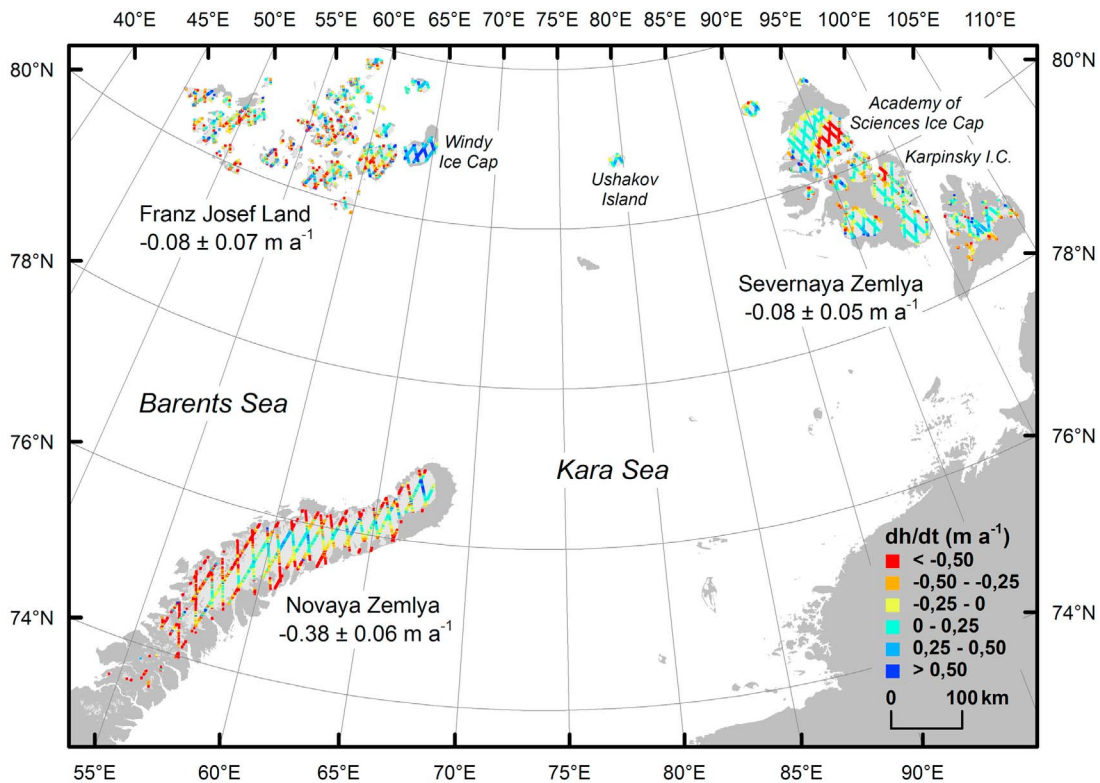 40°E 45°E 50°E 55°E 60°E 65°E 70°E 75°E 80°E 85°E 90°E 95°E 100°E 105°E 110°E
80°N
80°N
Academy of
Sciences Ice Cap
Windy
Ice Cap
Karpinsky I.C.
Ushakov
Island
Franz Josef Land
-0.08 ± 0.07 m a-1
78°N
78°N
Severnaya Zemlya
-0.08 ± 0.05 m a-1
Barents Sea
76°N
76°N
Kara Sea
dh/dt (m a-1)
< -0,50
-0,50 - -0,25
-0,25 - 0
0 - 0,25
0,25 - 0,50
> 0,50
0 100 km
Novaya Zemlya
-0.38 ± 0.06 m a-1
74°N
74°N
55°E 60°E 65°E 70°E 75°E 80°E 85°E 90°E